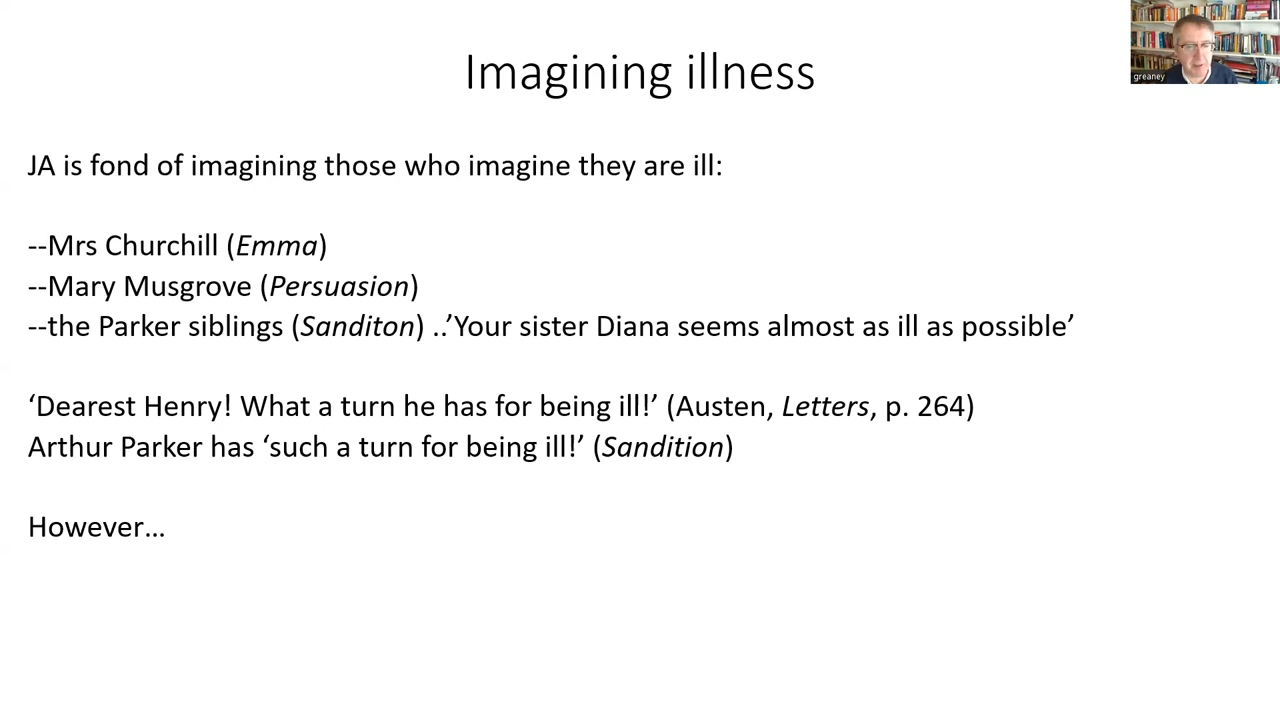 Imagining illness
greaney
JA is fond of imagining those who imagine they are ill:
--Mrs Churchill (Emma)
--Mary Musgrove (Persuasion)
--the Parker siblings (Sanditon) ..’Your sister Diana seems almost as ill as possible’
‘Dearest Henry! What a turn he has for being ill!’ (Austen, Letters, p. 264)
Arthur Parker has ‘such a turn for being ill!’ (Sandition)
However…